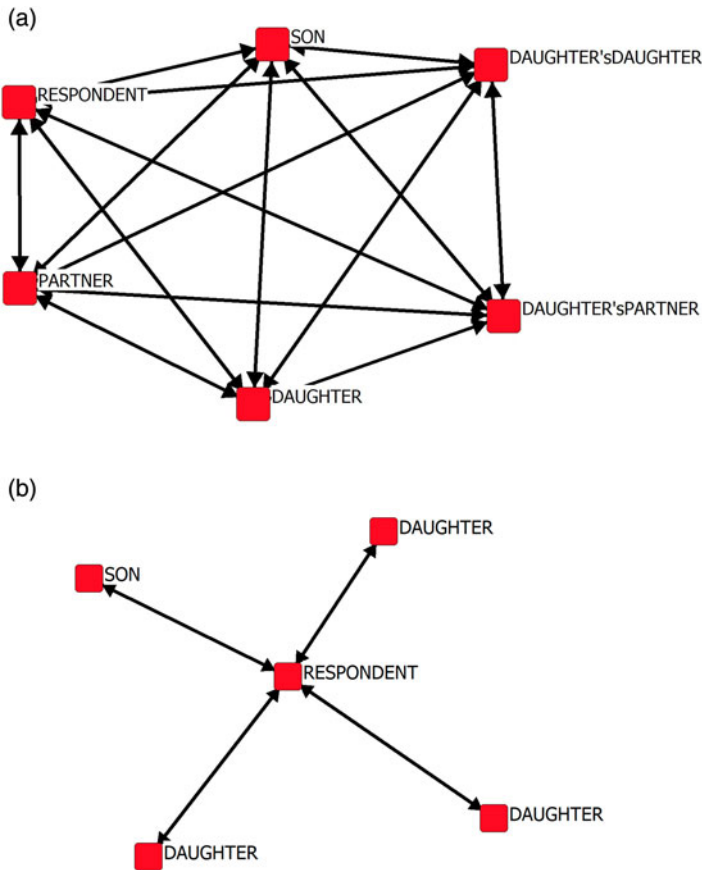 (a)
SON
DAUGHTER'sDAUGHTER
RESPONDENT
PARTNER
DAUGHTER'sPARTNER
DAUGHTER
(b)
DAUGHTER
SON
RESPONDENT
DAUGHTER
DAUGHTER